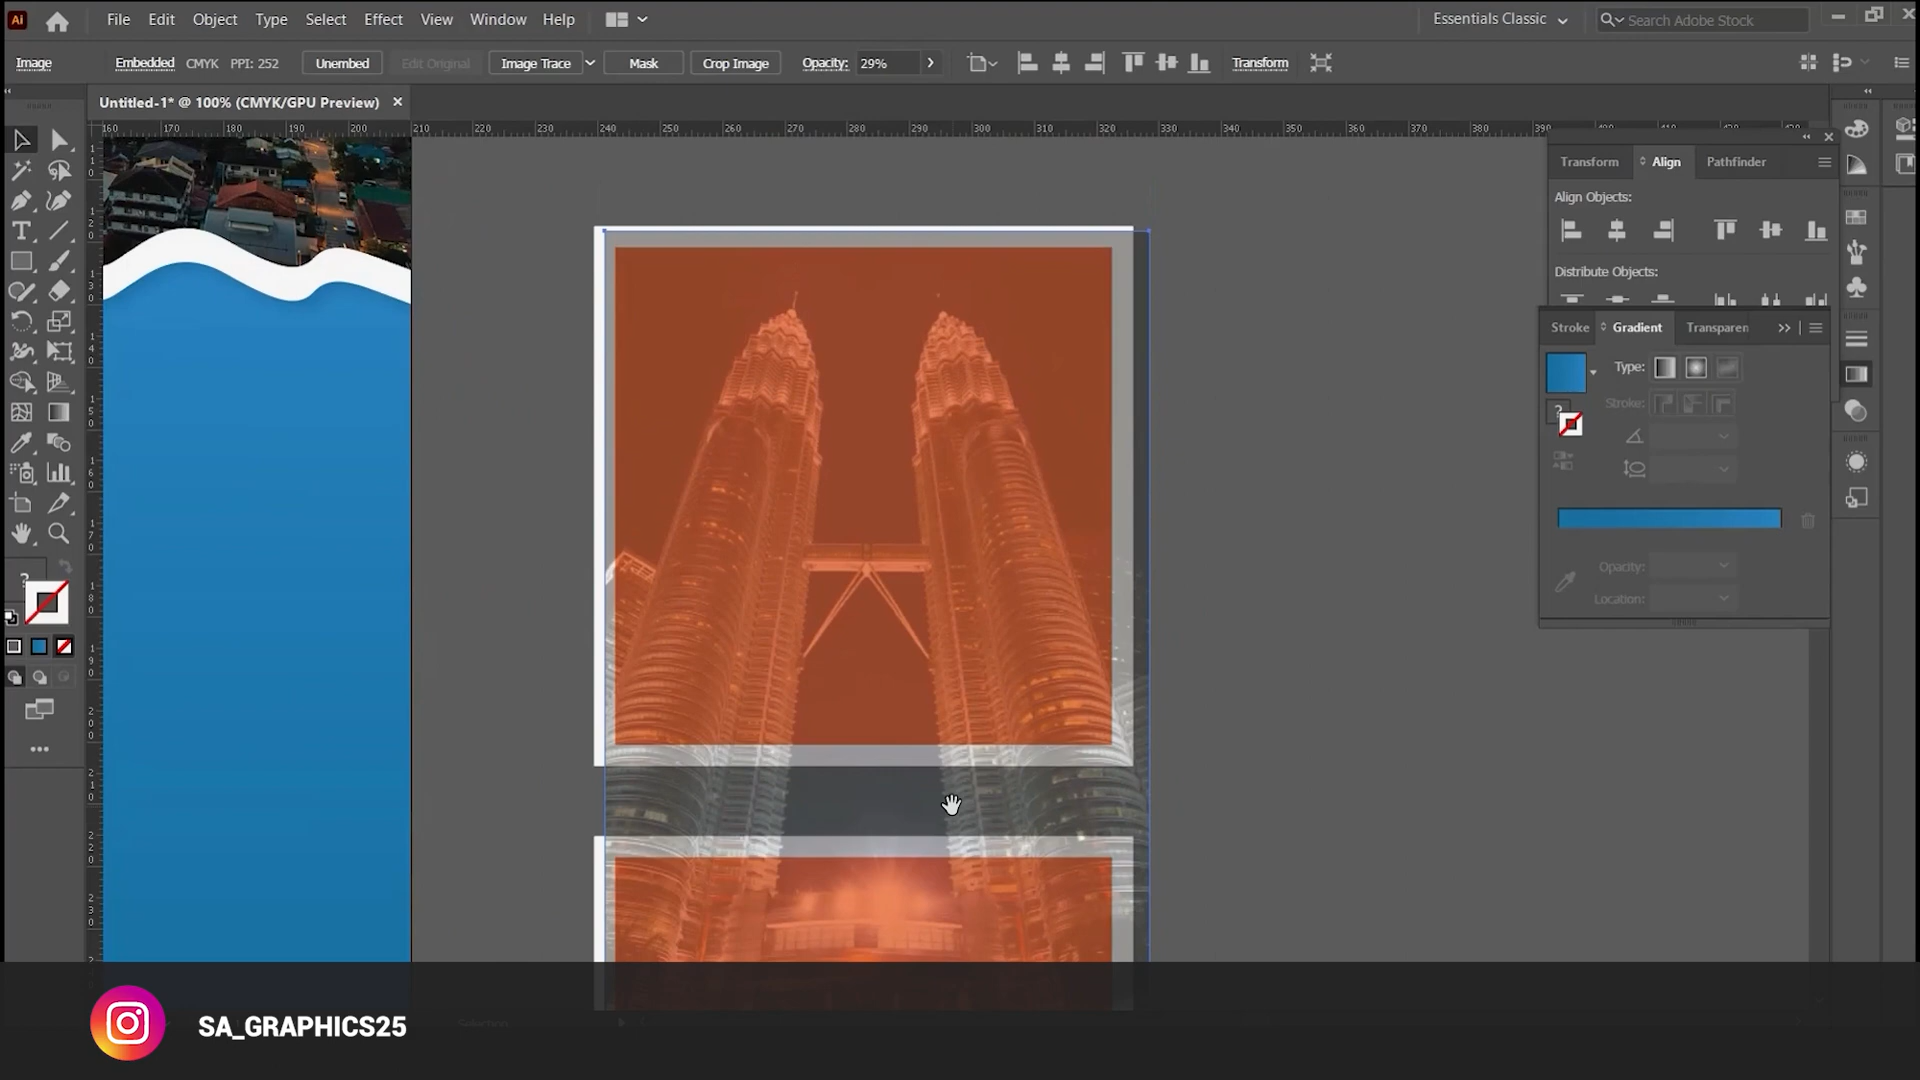 Ai File Edit Object Type Select Effect View Window Help Essentials Classic Search Adobe Stock
Image Embedded CMYK PPI: 252 Unembed Edit Original Image Trace Mask Crop Image Opacity: 29% Transform
Untitled-1* @ 100% (CMYK/GPU Preview)
160 170 180 190 200 210 220 230 240 250 260 270 280 290 300 310 320 330 340 350 360 370 380 390
Transform Align Pathfinder
Align Objects:
Distribute Objects:
Stroke Gradient Transparen
Type:
Stroke:
Opacity:
Location:
Selection
SA_GRAPHICS25